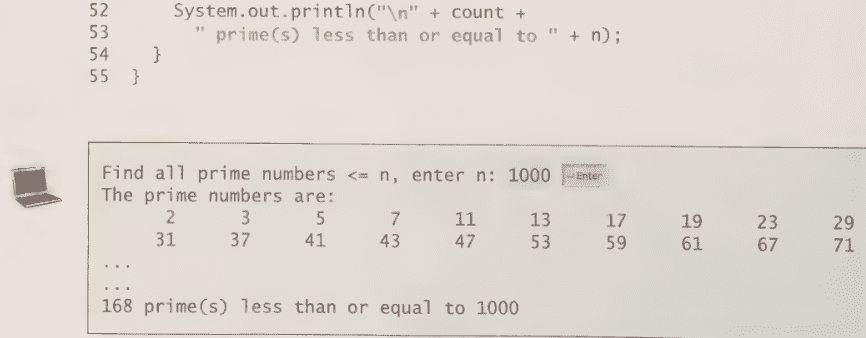 52 System.out.println("\n" + count +
53 " prime(s) less than or equal to " + n);
54 }
55 }
Find all prime numbers <= n, enter n: 1000 Enter
The prime numbers are:
2 3 5 7 11 13 17 19 23 29
31 37 41 43 47 53 59 61 67 71
...
...
168 prime(s) less than or equal to 1000